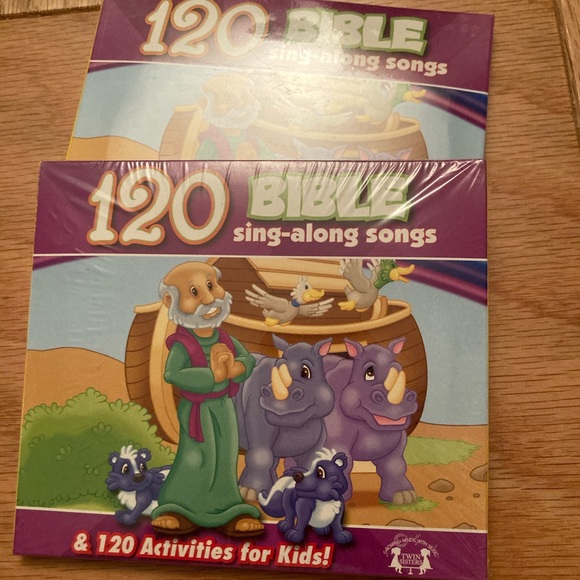 120 BIBLE
sing-along songs
120 BIBLE
sing-along songs
& 120 Activities for Kids!
TWIN
SISTERS